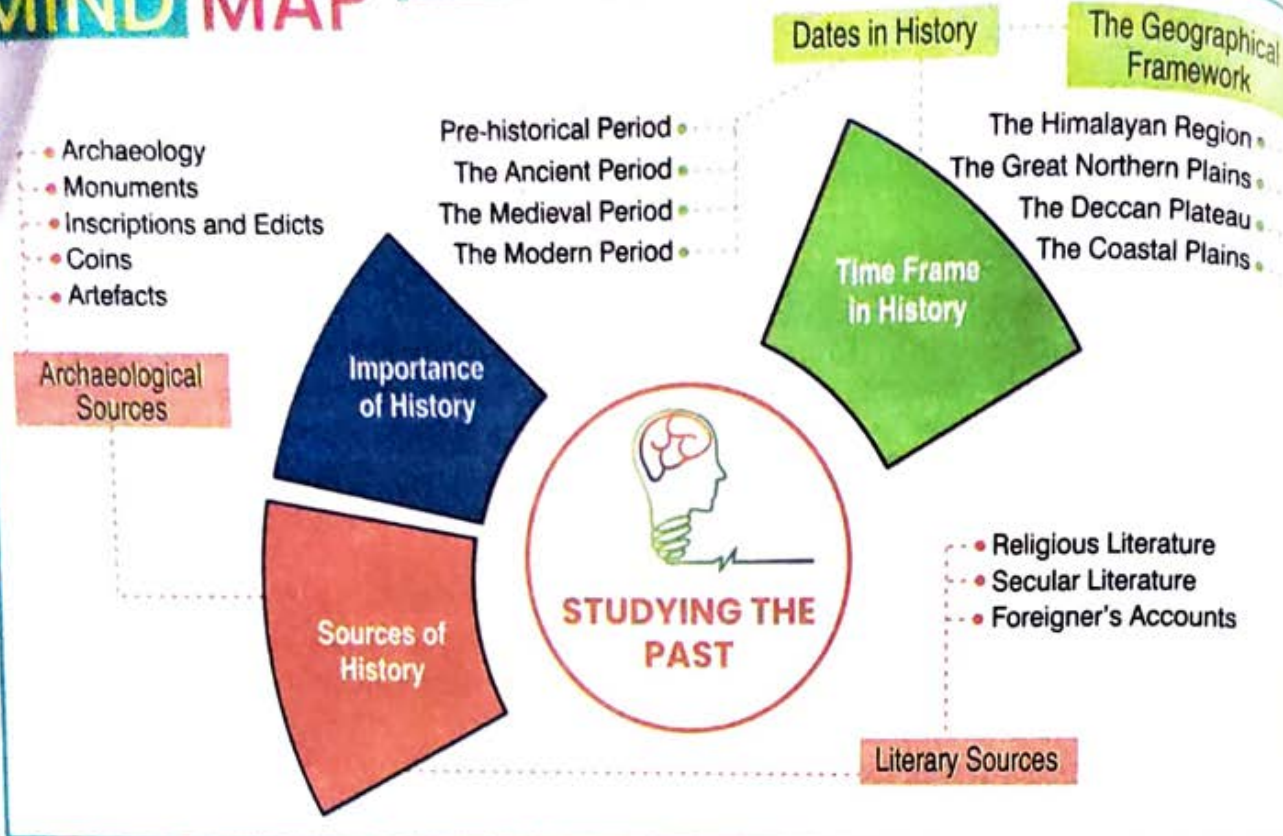 MIND MAP
Dates in History
The Geographical
Framework
Pre-historical Period
The Ancient Period
The Medieval Period
The Modern Period
The Himalayan Region
The Great Northern Plains
The Deccan Plateau
The Coastal Plains
Archaeology
Monuments
Inscriptions and Edicts
Coins
Artefacts
Archaeological
Sources
Importance
of History
Time Frame
in History
Sources of
History
STUDYING THE
PAST
Religious Literature
Secular Literature
Foreigner's Accounts
Literary Sources